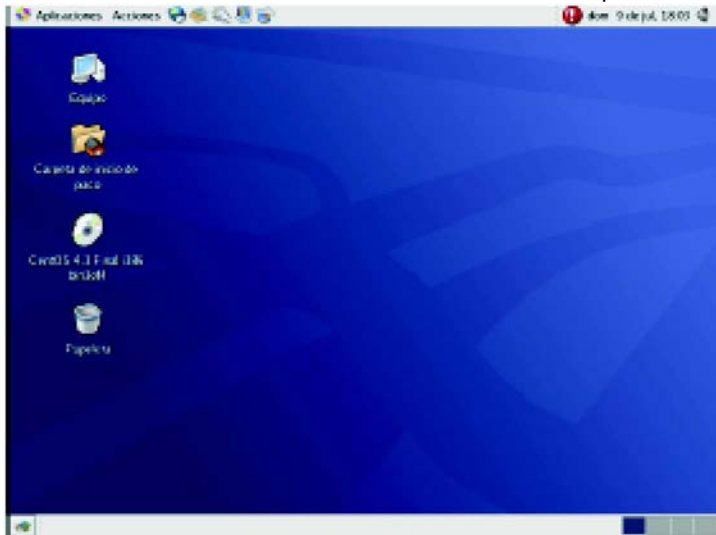 Aplicaciones Acciones
dom 9 de jul, 18:03
Equipo
Carpeta de inicio de
paco
CentOS 4.3 Final i386
Papelera